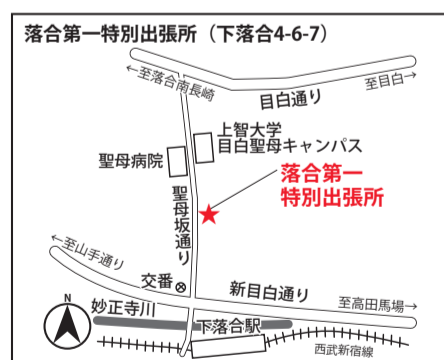 落合第一特別出張所（下落合4-6-7）
←至落合南長崎
目白通り
至目白→
上智大学
目白聖母キャンパス
聖母病院
落合第一
特別出張所
聖母坂通り
←至山手通り
交番
新目白通り
至高田馬場→
N
妙正寺川
下落合駅
西武新宿線